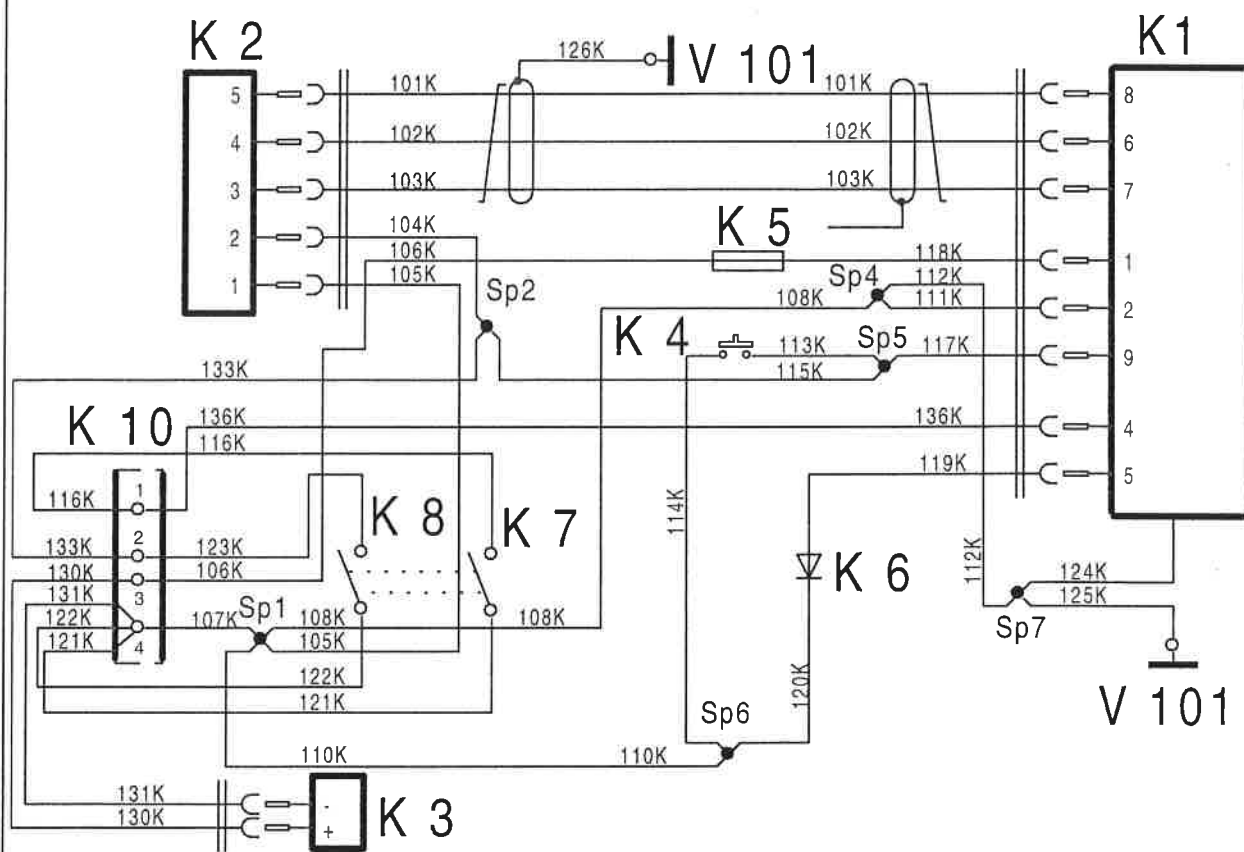 K 2
K1
126K
V 101
5
101K
101K
8
4
102K
102K
6
3
103K
103K
7
2
104K
K 5
106K
118K
1
1
105K
Sp2
Sp4
112K
108K
111K
2
K 4
113K
Sp5
117K
9
133K
115K
K 10
136K
136K
4
116K
119K
5
1
116K
114K
K 8
K 7
2
133K
123K
112K
K 6
130K
106K
124K
131K
3
125K
122K
107K
Sp1
108K
108K
Sp7
121K
4
105K
122K
120K
121K
Sp6
V 101
110K
110K
131K
-
130K
+
K 3